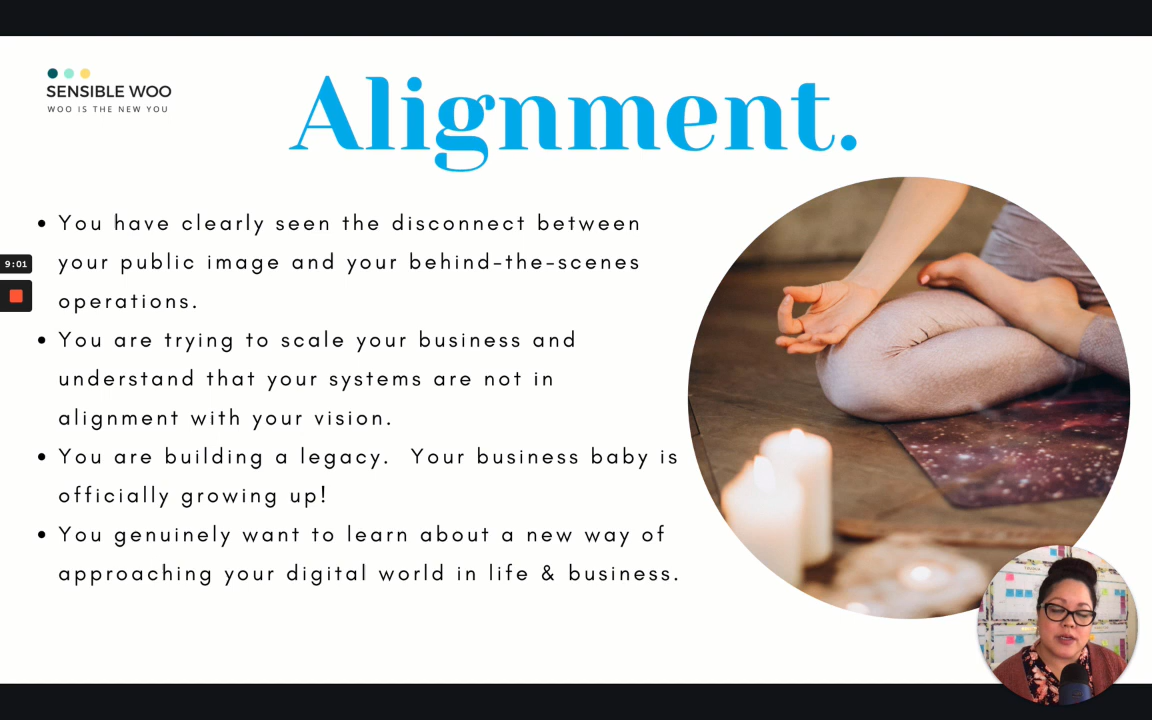 SENSIBLE WOO
WOO IS THE NEW YOU
Alignment.
• You have clearly seen the disconnect between
your public image and your behind-the-scenes
operations.
• You are trying to scale your business and
understand that your systems are not in
alignment with your vision.
• You are building a legacy.  Your business baby is
officially growing up!
• You genuinely want to learn about a new way of
approaching your digital world in life & business.
9:01